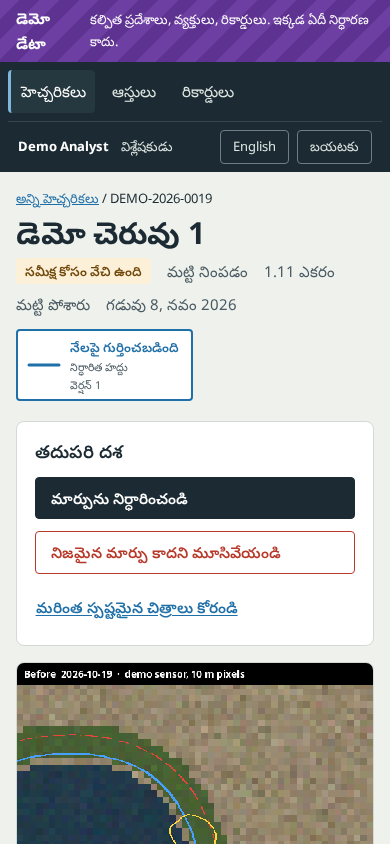 డెమో డేటా
కల్పిత ప్రదేశాలు, వ్యక్తులు, రికార్డులు. ఇక్కడ ఏదీ నిర్ధారణ కాదు.
హెచ్చరికలు ఆస్తులు రికార్డులు
Demo Analyst విశ్లేషకుడు English బయటకు
అన్ని హెచ్చరికలు / DEMO-2026-0019
డెమో చెరువు 1
సమీక్ష కోసం వేచి ఉంది మట్టి నింపడం 1.11 ఎకరం
మట్టి పోశారు గడువు 8, నవం 2026
నేలపై గుర్తించబడింది
నిర్ధారిత హద్దు
వెర్షన్ 1
తదుపరి దశ
మార్పును నిర్ధారించండి
నిజమైన మార్పు కాదని మూసివేయండి
మరింత స్పష్టమైన చిత్రాలు కోరండి
Before 2026-10-19 · demo sensor, 10 m pixels